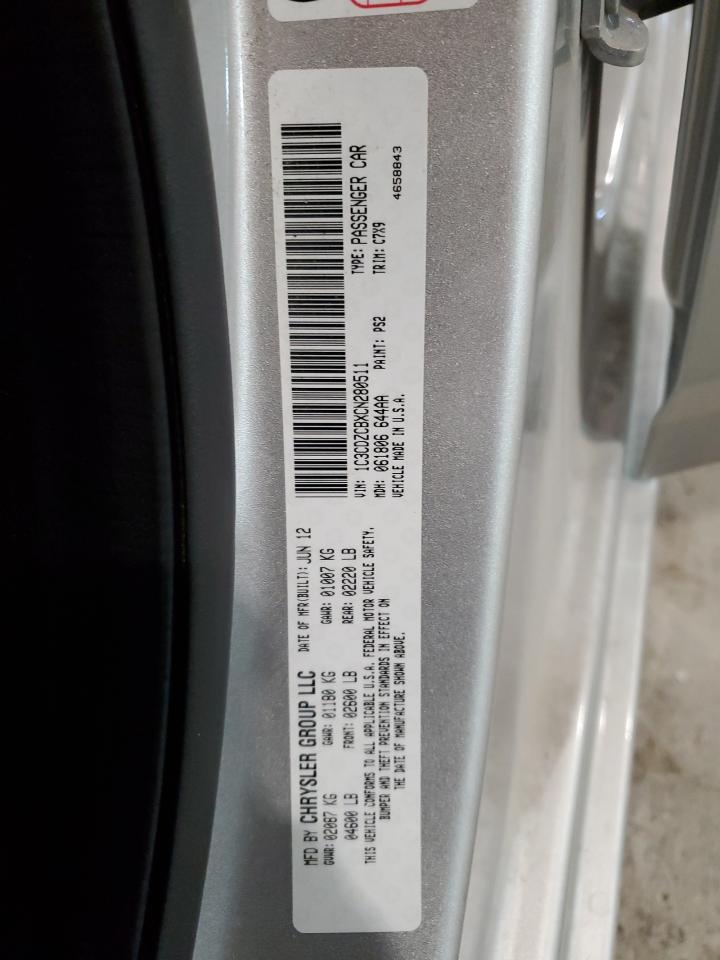 MFD BY CHRYSLER GROUP LLC
DATE OF MFR(BUILT): JUN 12
GVWR: 02087 KG GAWR: 01180 KG GAWR: 01007 KG
04600 LB FRONT: 02600 LB REAR: 02220 LB
THIS VEHICLE CONFORMS TO ALL APPLICABLE U.S.A. FEDERAL MOTOR VEHICLE SAFETY,
BUMPER AND THEFT PREVENTION STANDARDS IN EFFECT ON
THE DATE OF MANUFACTURE SHOWN ABOVE.
VIN: 1C3CDZCBXCN280511 TYPE: PASSENGER CAR
MDH: 061806 644AA PAINT: PS2 TRIM: C7X9
VEHICLE MADE IN U.S.A. 4658843